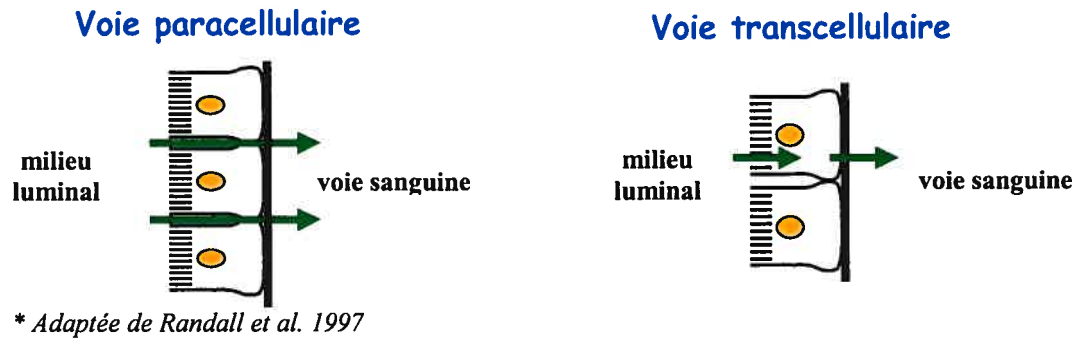 Voie paracellulaire
milieu
luminal
voie sanguine
* Adaptée de Randall et al. 1997
Voie transcellulaire
milieu
luminal
voie sanguine